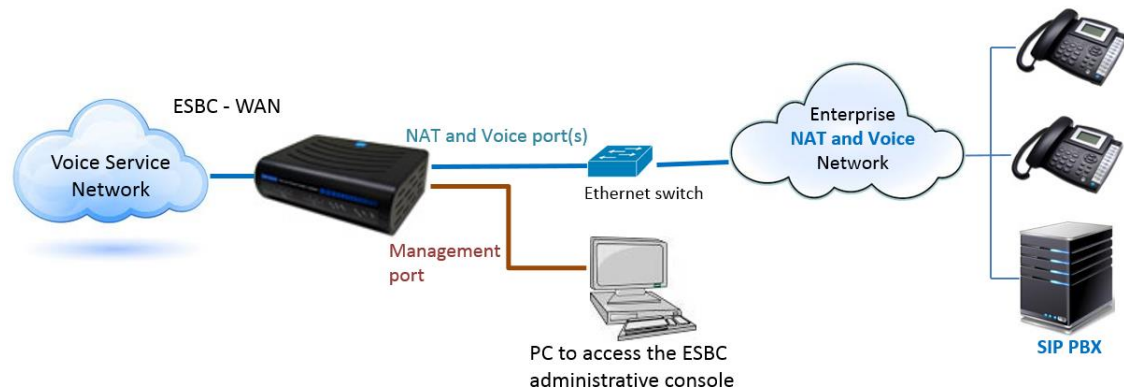 ESBC - WAN
Voice Service
Network
NAT and Voice port(s)
Ethernet switch
Enterprise
NAT and Voice
Network
Management
port
PC to access the ESBC
administrative console
SIP PBX